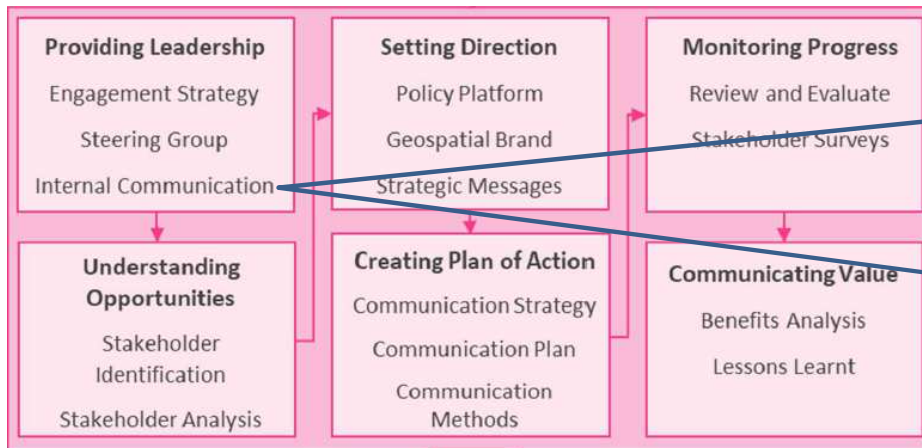 Providing Leadership
Engagement Strategy
Steering Group
Internal Communication
Understanding
Opportunities
Stakeholder
Identification
Stakeholder Analysis
Setting Direction
Policy Platform
Geospatial Brand
Strategic Messages
Creating Plan of Action
Communication Strategy
Communication Plan
Communication
Methods
Monitoring Progress
Review and Evaluate
Stakeholder Surveys
Communicating Value
Benefits Analysis
Lessons Learnt